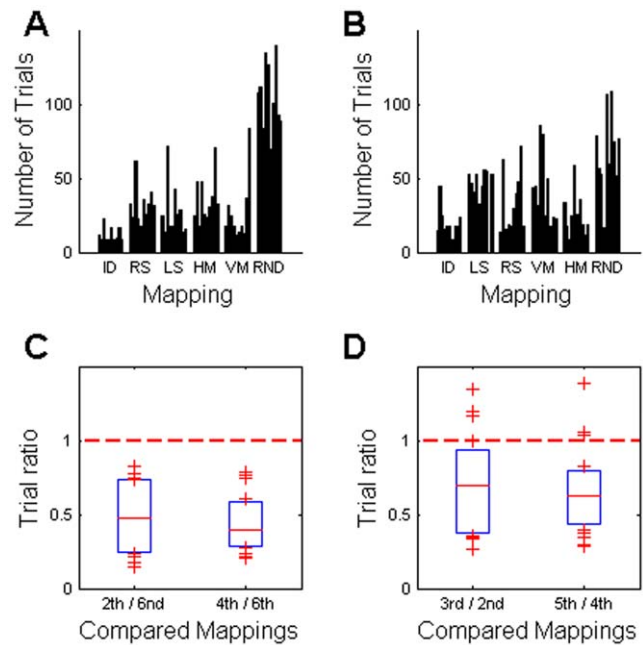 A
Number of Trials
100
50
0
ID RS LS HM VM RND
Mapping
B
Number of Trials
100
50
0
ID LS RS VM HM RND
Mapping
C
Trial ratio
1
0.5
0
2th / 6nd 4th / 6th
Compared Mappings
D
Trial ratio
1
0.5
0
3rd / 2nd 5th / 4th
Compared Mappings